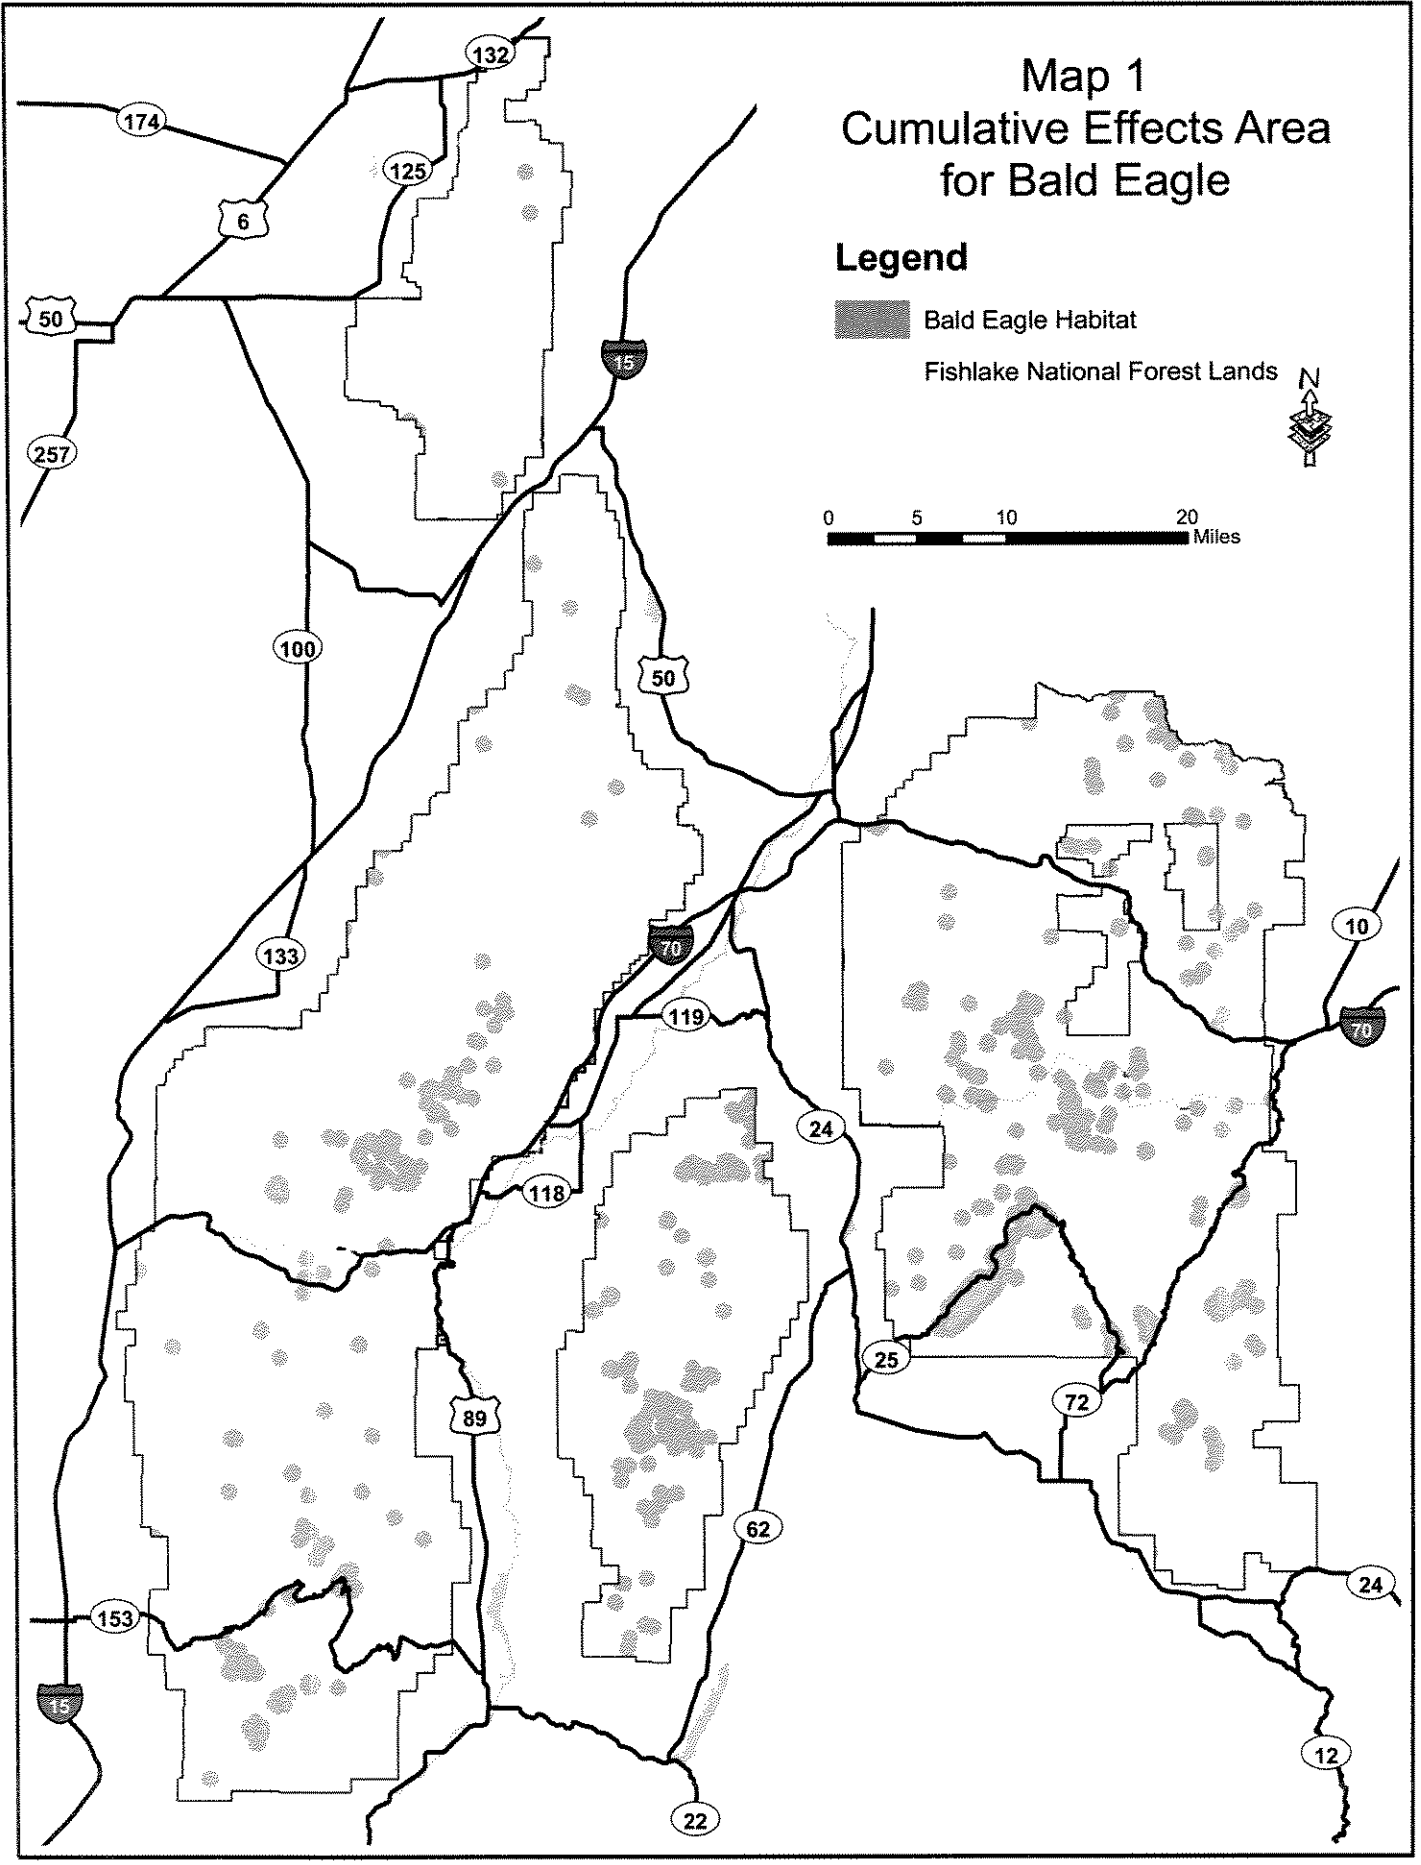 Map 1
Cumulative Effects Area
for Bald Eagle
Legend
Bald Eagle Habitat
Fishlake National Forest Lands
N
0 5 10 20
Miles
132
174
125
6
50
15
257
100
50
10
133
70
70
119
24
118
25
72
89
62
24
153
15
12
22